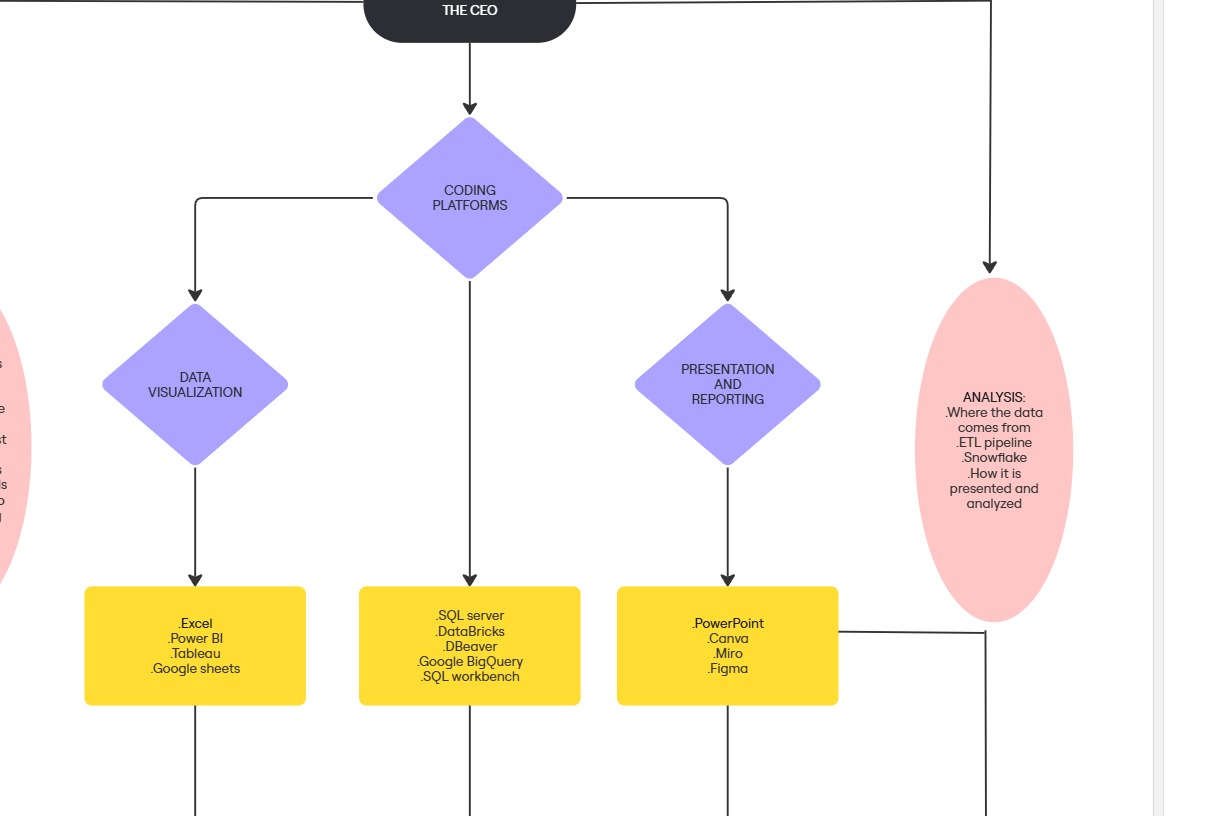 THE CEO
CODING
PLATFORMS
DATA
VISUALIZATION
PRESENTATION
AND
REPORTING
ANALYSIS:
.Where the data
comes from
.ETL pipeline
.Snowflake
.How it is
presented and
analyzed
.Excel
.Power BI
.Tableau
.Google sheets
.SQL server
.DataBricks
.DBeaver
.Google BigQuery
.SQL workbench
.PowerPoint
.Canva
.Miro
.Figma